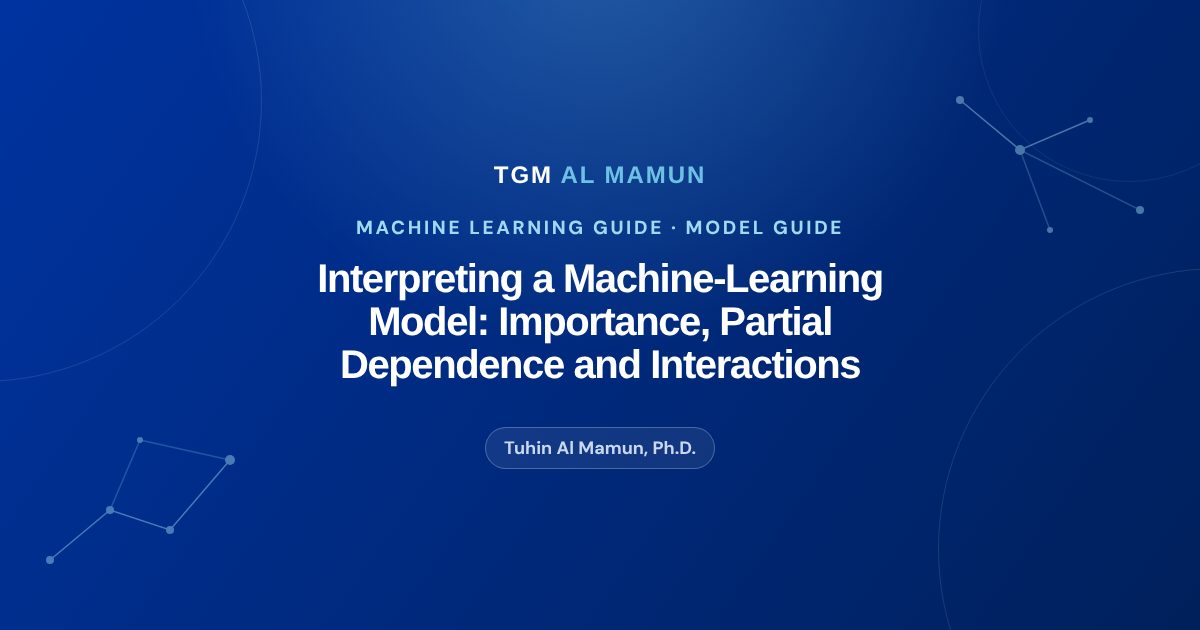 TGM AL MAMUN
MACHINE LEARNING GUIDE · MODEL GUIDE
Interpreting a Machine-Learning
Model: Importance, Partial
Dependence and Interactions
Tuhin Al Mamun, Ph.D.